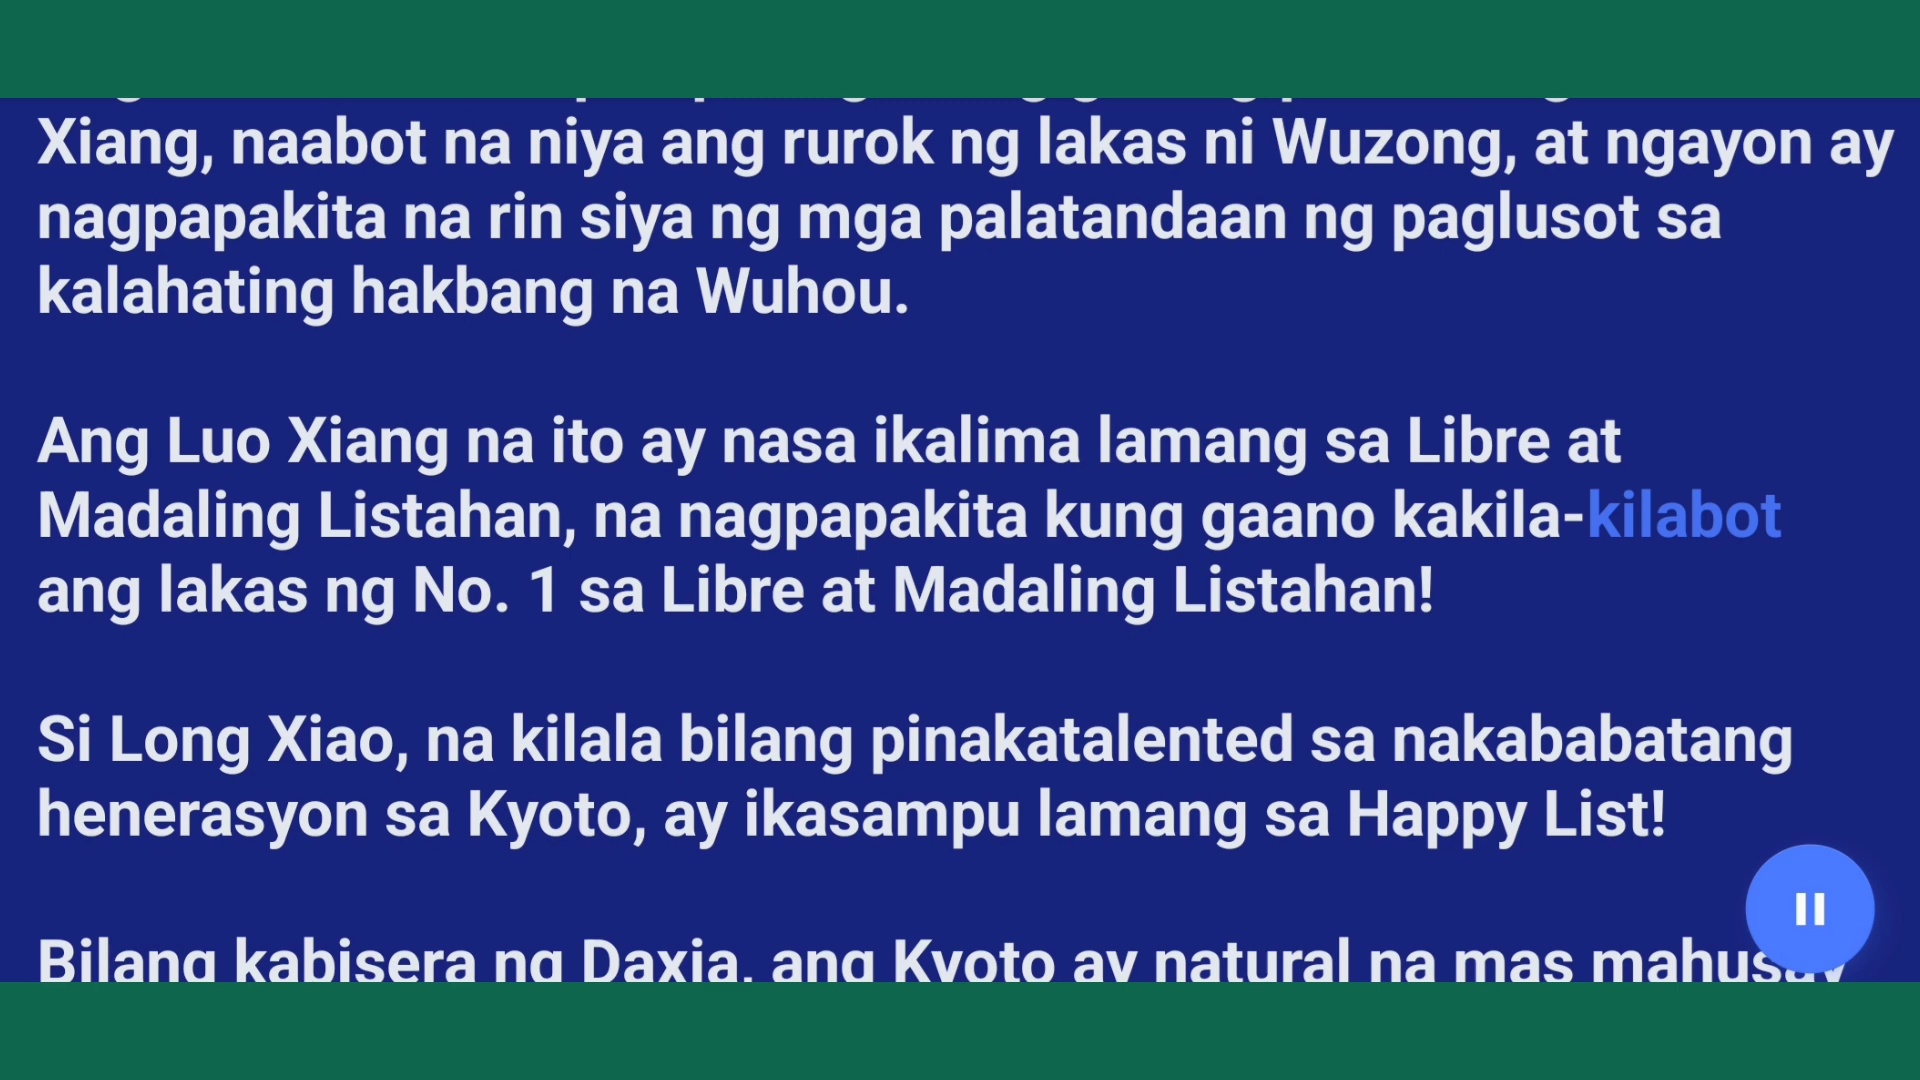 Xiang, naabot na niya ang rurok ng lakas ni Wuzong, at ngayon ay
nagpapakita na rin siya ng mga palatandaan ng paglusot sa
kalahating hakbang na Wuhou.
Ang Luo Xiang na ito ay nasa ikalima lamang sa Libre at
Madaling Listahan, na nagpapakita kung gaano kakila-kilabot
ang lakas ng No. 1 sa Libre at Madaling Listahan!
Si Long Xiao, na kilala bilang pinakatalented sa nakababatang
henerasyon sa Kyoto, ay ikasampu lamang sa Happy List!
Bilang kabisera ng Daxia, ang Kyoto ay natural na mas mahusay